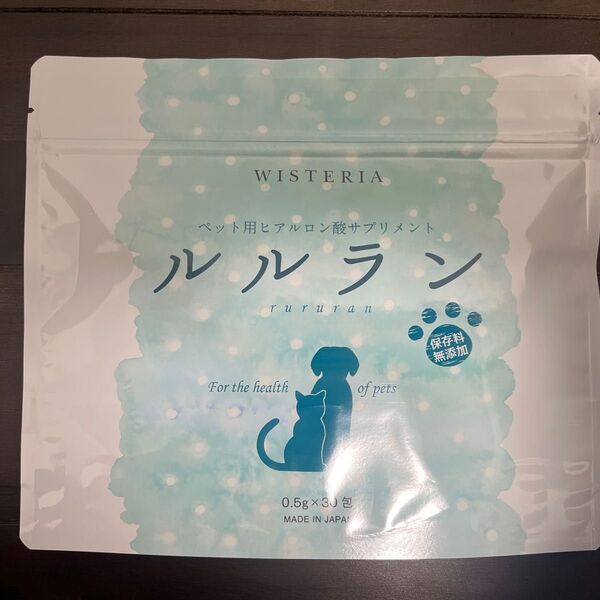 WISTERIA
ペット用ヒアルロン酸サプリメント
ルルラン
rururan
保存料
無添加
For the health of pets
0.5g×30包
MADE IN JAPAN